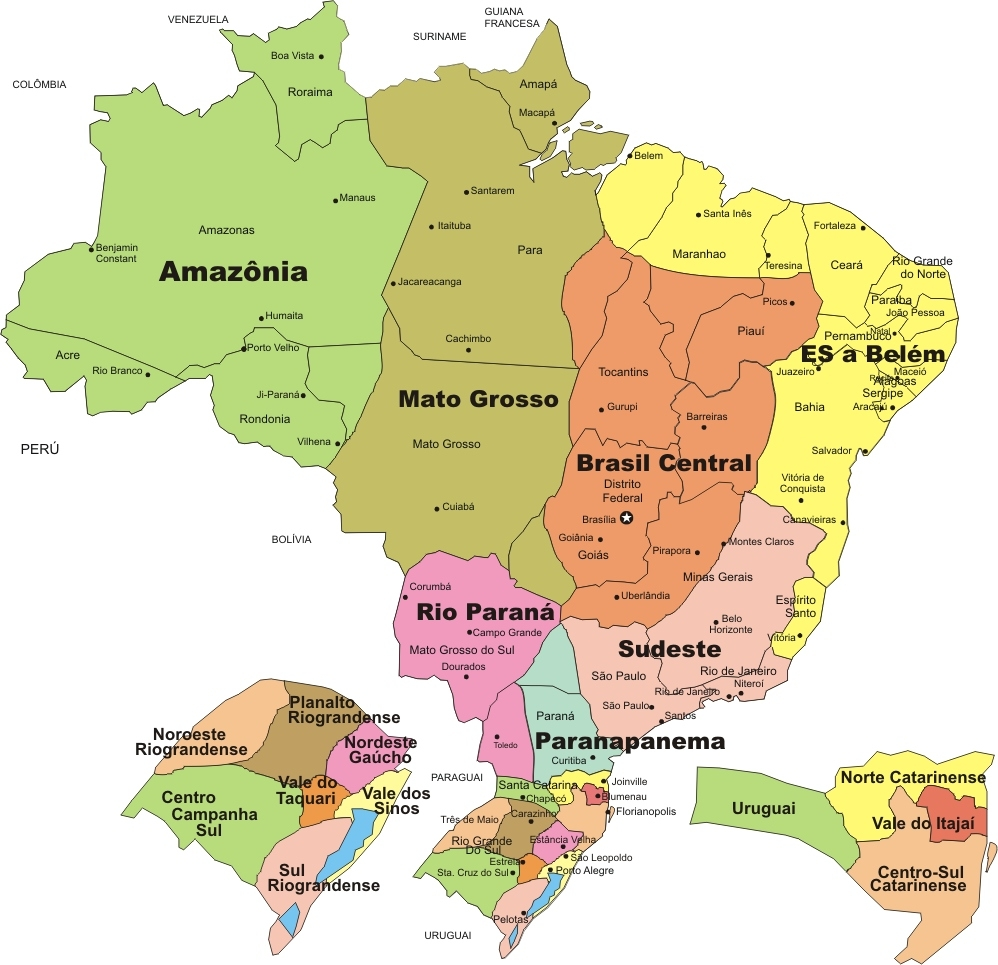 GUIANA
FRANCESA
VENEZUELA
SURINAME
COLÔMBIA
Boa Vista
Roraima
Amapá
Macapá
Belem
Manaus
Santarem
Santa Inês
Itaituba
Fortaleza
Amazonas
Benjamin
Constant
Para
Maranhao
Teresina
Ceará
Rio Grande
do Norte
Amazônia
Jacareacanga
Picos
Paraíba
João Pessoa
Humaita
Piauí
Natal
Pernambuco
Cachimbo
Porto Velho
ES a Belém
Acre
Rio Branco
Tocantins
Juazeiro
Maceió
Alagoas
Sergipe
Ji-Paraná
Mato Grosso
Gurupi
Barreiras
Bahia
Aracajú
Rondonia
Vilhena
Mato Grosso
PERÚ
Salvador
Brasil Central
Distrito
Federal
Vitória de
Conquista
Cuiabá
Brasília
Canavieiras
BOLÍVIA
Goiânia
Goiás
Pirapora
Montes Claros
Minas Gerais
Corumbá
Uberlândia
Espírito
Santo
Rio Paraná
Campo Grande
Belo
Horizonte
Vitória
Mato Grosso do Sul
Dourados
Sudeste
São Paulo
Rio de Janeiro
Niteroí
Rio de Janeiro
São Paulo
Santos
Planalto
Riograndense
Paraná
Noroeste
Riograndense
Nordeste
Gaúcho
Toledo
Paranapanema
Curitiba
PARAGUAI
Vale do
Taquari
Vale dos
Sinos
Santa Catarina
Joinville
Chapecó
Blumenau
Norte Catarinense
Centro
Campanha
Sul
Carazinho
Florianopolis
Três de Maio
Uruguai
Vale do Itajaí
Rio Grande
Do Sul
Estância Velha
Estrela
São Leopoldo
Sta. Cruz do Sul
Porto Alegre
Sul
Riograndense
Centro-Sul
Catarinense
Pelotas
URUGUAI